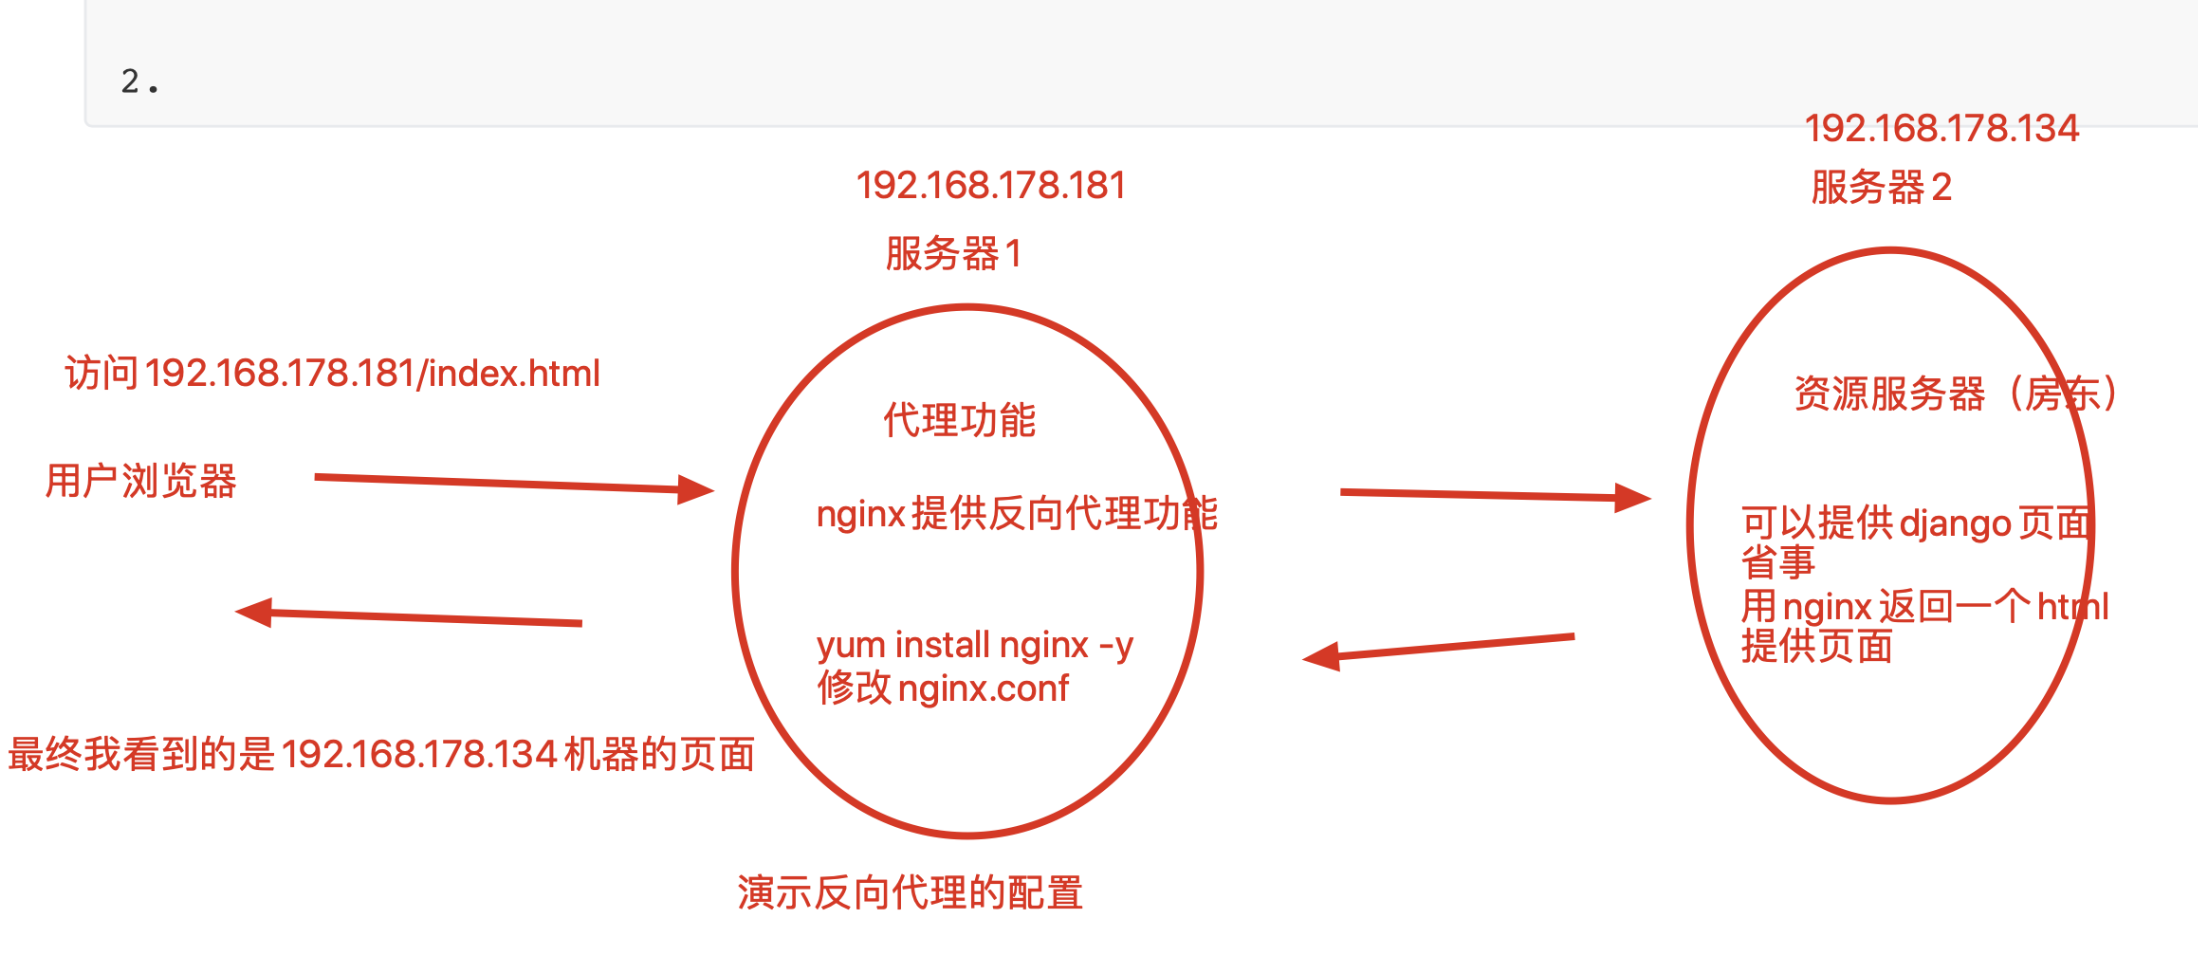 2.
192.168.178.134
服务器2
192.168.178.181
服务器1
访问192.168.178.181/index.html
用户浏览器
代理功能
nginx提供反向代理功能
yum install nginx -y
修改nginx.conf
资源服务器（房东）
可以提供django页面
省事
用nginx返回一个html
提供页面
最终我看到的是192.168.178.134机器的页面
演示反向代理的配置